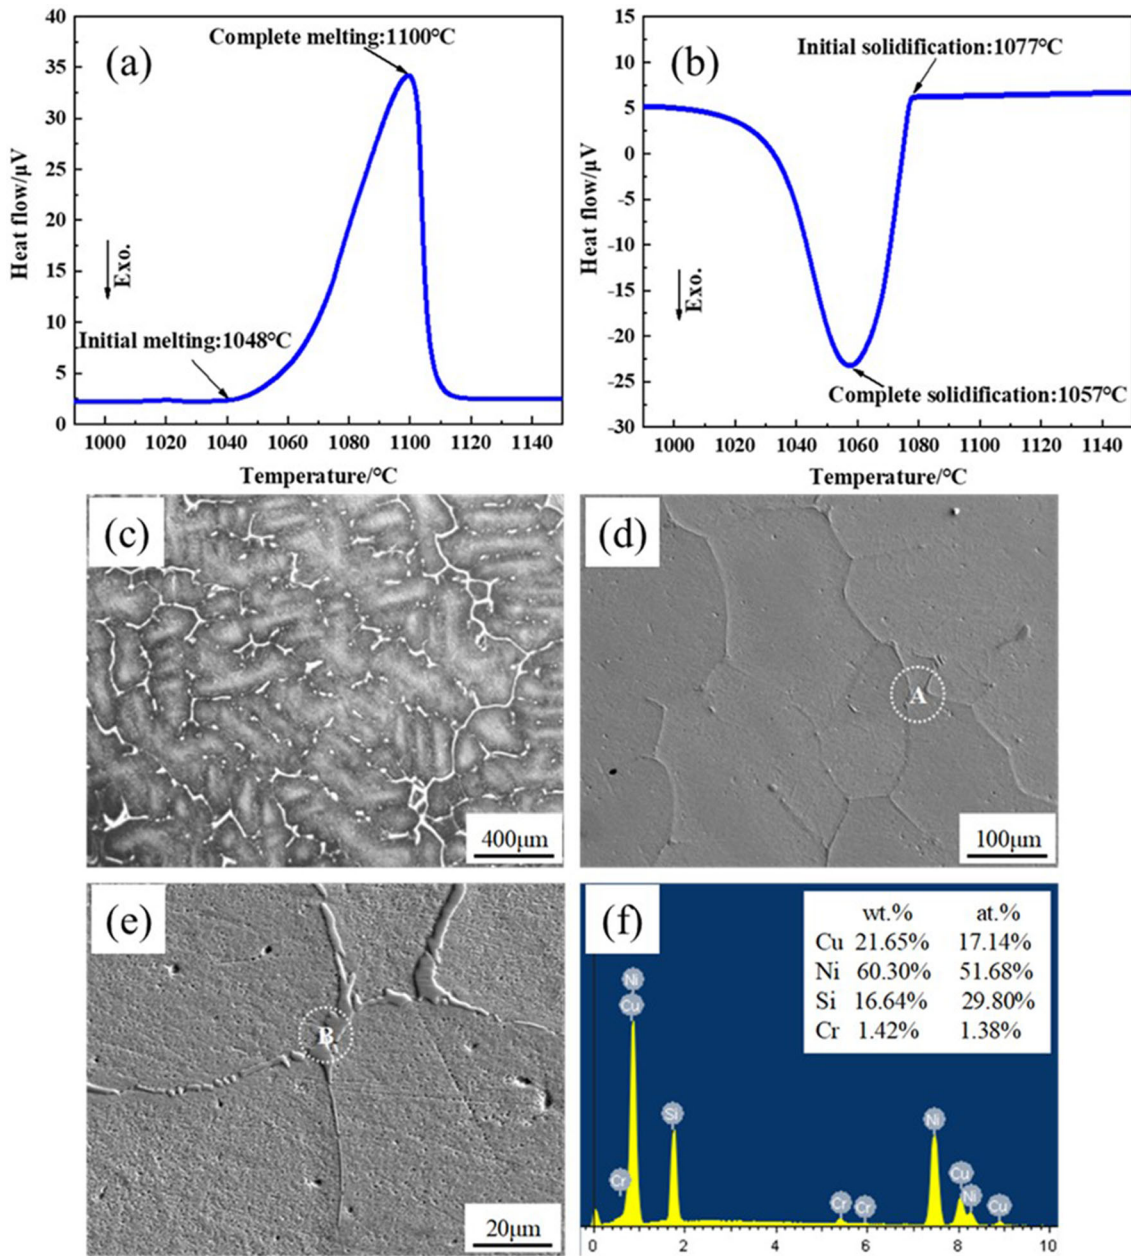 (a)
Complete melting:1100℃
Initial melting:1048℃
Exo.
Heat flow/μV
40
35
30
25
20
15
10
5
0
1000 1020 1040 1060 1080 1100 1120 1140
Temperature/℃
(b)
Initial solidification:1077℃
Complete solidification:1057℃
Exo.
Heat flow/μV
15
10
5
0
-5
-10
-15
-20
-25
-30
1000 1020 1040 1060 1080 1100 1120 1140
Temperature/℃
(c)
400μm
(d)
A
100μm
(e)
B
20μm
(f)
wt.% at.%
Cu 21.65% 17.14%
Ni 60.30% 51.68%
Si 16.64% 29.80%
Cr 1.42% 1.38%
Ni
Cu
Si
Cr
Cr
Cr
Ni
Cu
Ni
Cu
0 2 4 6 8 10